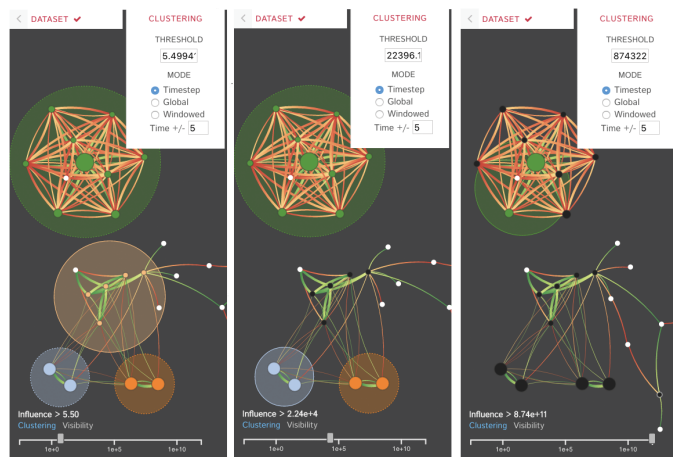 DATASET ✔
CLUSTERING
THRESHOLD
5.4994
MODE
Timestep
Global
Windowed
Time +/- 5
Influence > 5.50
Clustering Visibility
1e+0 1e+5 1e+10
DATASET ✔
CLUSTERING
THRESHOLD
22396.1
MODE
Timestep
Global
Windowed
Time +/- 5
Influence > 2.24e+4
Clustering Visibility
1e+0 1e+5 1e+10
DATASET ✔
CLUSTERING
THRESHOLD
874322
MODE
Timestep
Global
Windowed
Time +/- 5
Influence > 8.74e+11
Clustering Visibility
1e+0 1e+5 1e+10